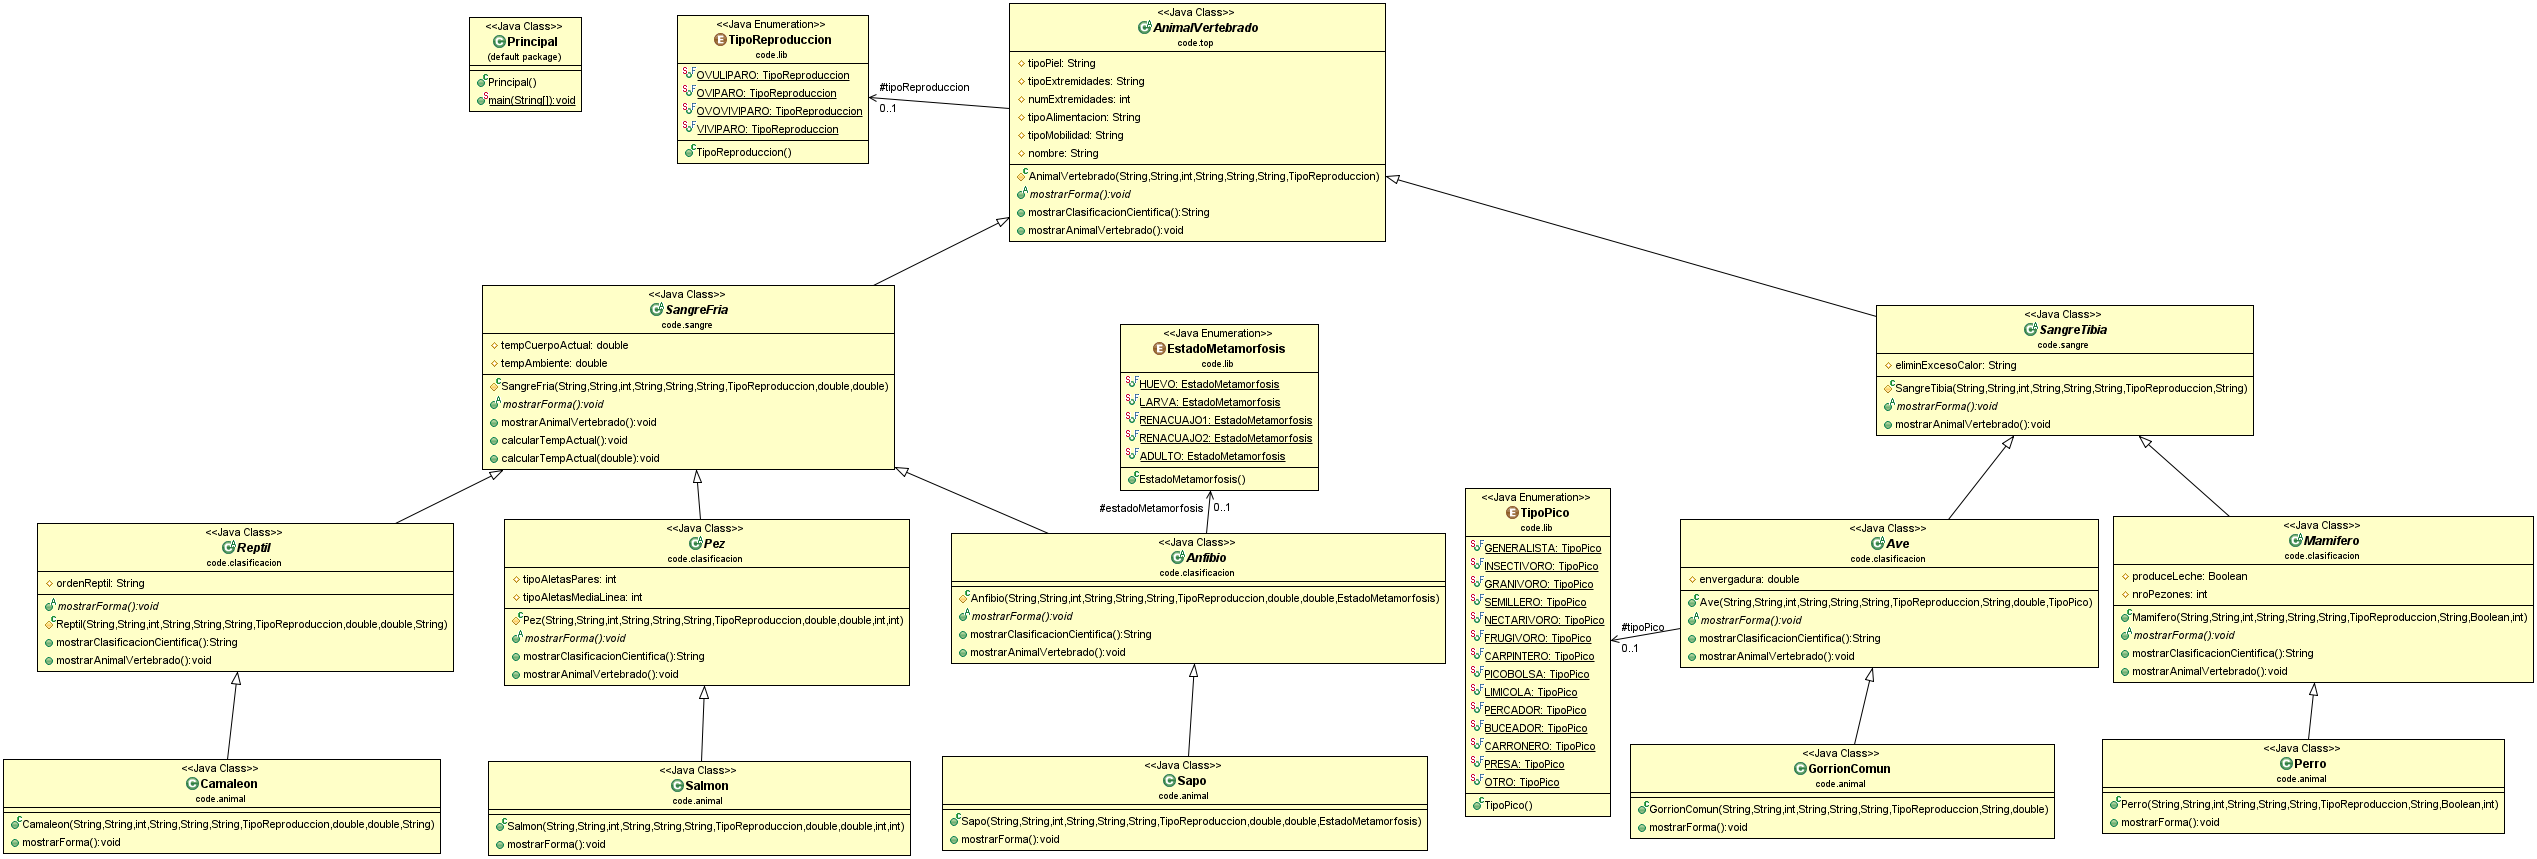 <<Java Class>>
Principal
(default package)
Principal()
main(String[]):void
<<Java Enumeration>>
TipoReproduccion
code.lib
OVULIPARO: TipoReproduccion
OVIPARO: TipoReproduccion
OVOVIVIPARO: TipoReproduccion
VIVIPARO: TipoReproduccion
TipoReproduccion()
#tipoReproduccion
0..1
<<Java Class>>
AnimalVertebrado
code.top
tipoPiel: String
tipoExtremidades: String
numExtremidades: int
tipoAlimentacion: String
tipoMobilidad: String
nombre: String
AnimalVertebrado(String,String,int,String,String,String,TipoReproduccion)
mostrarForma():void
mostrarClasificacionCientifica():String
mostrarAnimalVertebrado():void
<<Java Class>>
SangreFria
code.sangre
tempCuerpoActual: double
tempAmbiente: double
SangreFria(String,String,int,String,String,String,TipoReproduccion,double,double)
mostrarForma():void
mostrarAnimalVertebrado():void
calcularTempActual():void
calcularTempActual(double):void
<<Java Enumeration>>
EstadoMetamorfosis
code.lib
HUEVO: EstadoMetamorfosis
LARVA: EstadoMetamorfosis
RENACUAJO1: EstadoMetamorfosis
RENACUAJO2: EstadoMetamorfosis
ADULTO: EstadoMetamorfosis
EstadoMetamorfosis()
#estadoMetamorfosis
0..1
<<Java Class>>
SangreTibia
code.sangre
eliminExcesoCalor: String
SangreTibia(String,String,int,String,String,String,TipoReproduccion,String)
mostrarForma():void
mostrarAnimalVertebrado():void
<<Java Class>>
Reptil
code.clasificacion
ordenReptil: String
mostrarForma():void
Reptil(String,String,int,String,String,String,TipoReproduccion,double,double,String)
mostrarClasificacionCientifica():String
mostrarAnimalVertebrado():void
<<Java Class>>
Pez
code.clasificacion
tipoAletasPares: int
tipoAletasMediaLinea: int
Pez(String,String,int,String,String,String,TipoReproduccion,double,double,int,int)
mostrarForma():void
mostrarClasificacionCientifica():String
mostrarAnimalVertebrado():void
<<Java Class>>
Anfibio
code.clasificacion
Anfibio(String,String,int,String,String,String,TipoReproduccion,double,double,EstadoMetamorfosis)
mostrarForma():void
mostrarClasificacionCientifica():String
mostrarAnimalVertebrado():void
<<Java Enumeration>>
TipoPico
code.lib
GENERALISTA: TipoPico
INSECTIVORO: TipoPico
GRANIVORO: TipoPico
SEMILLERO: TipoPico
NECTARIVORO: TipoPico
FRUGIVORO: TipoPico
CARPINTERO: TipoPico
PICOBOLSA: TipoPico
LIMICOLA: TipoPico
PERCADOR: TipoPico
BUCEADOR: TipoPico
CARRONERO: TipoPico
PRESA: TipoPico
OTRO: TipoPico
TipoPico()
#tipoPico
0..1
<<Java Class>>
Ave
code.clasificacion
envergadura: double
Ave(String,String,int,String,String,String,TipoReproduccion,String,double,TipoPico)
mostrarForma():void
mostrarClasificacionCientifica():String
mostrarAnimalVertebrado():void
<<Java Class>>
Mamifero
code.clasificacion
produceLeche: Boolean
nroPezones: int
Mamifero(String,String,int,String,String,String,TipoReproduccion,String,Boolean,int)
mostrarForma():void
mostrarClasificacionCientifica():String
mostrarAnimalVertebrado():void
<<Java Class>>
Camaleon
code.animal
Camaleon(String,String,int,String,String,String,TipoReproduccion,double,double,String)
mostrarForma():void
<<Java Class>>
Salmon
code.animal
Salmon(String,String,int,String,String,String,TipoReproduccion,double,double,int,int)
mostrarForma():void
<<Java Class>>
Sapo
code.animal
Sapo(String,String,int,String,String,String,TipoReproduccion,double,double,EstadoMetamorfosis)
mostrarForma():void
<<Java Class>>
GorrionComun
code.animal
GorrionComun(String,String,int,String,String,String,TipoReproduccion,String,double)
mostrarForma():void
<<Java Class>>
Perro
code.animal
Perro(String,String,int,String,String,String,TipoReproduccion,String,Boolean,int)
mostrarForma():void